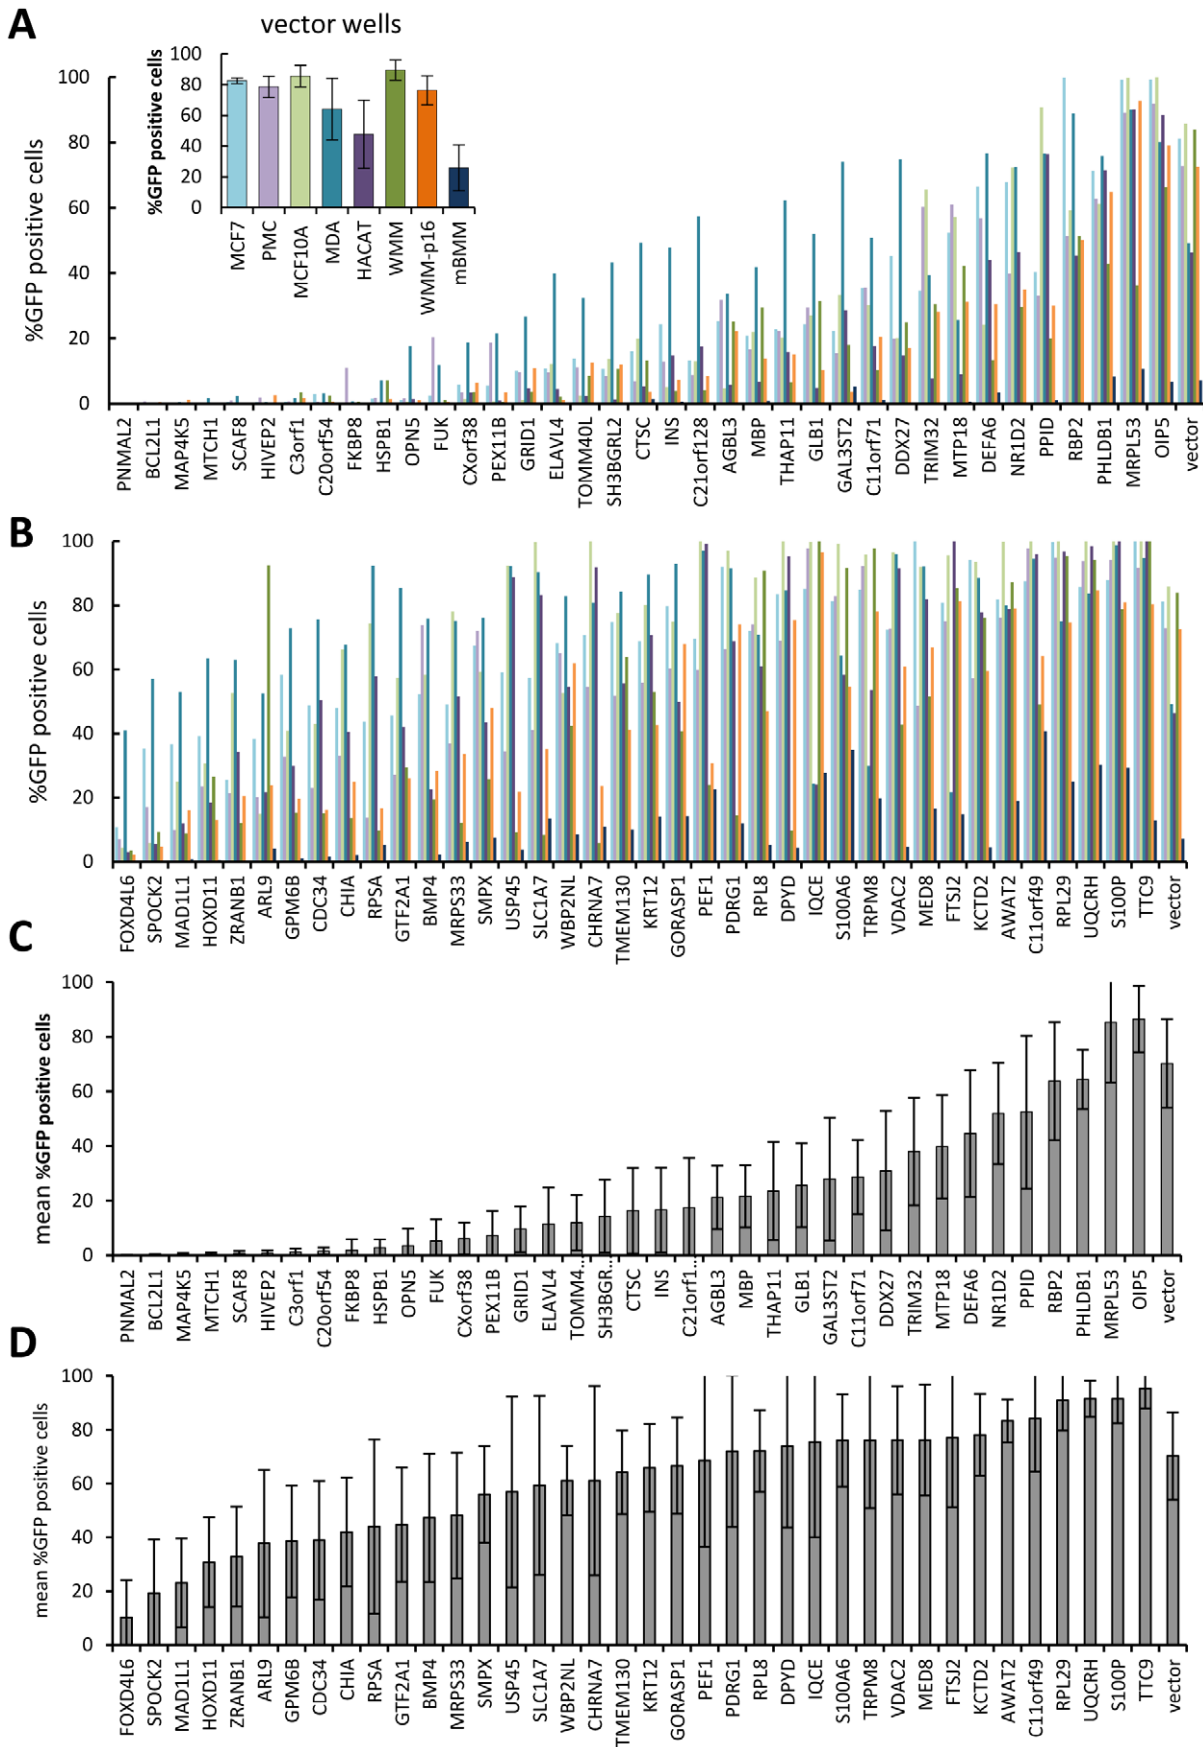 A
vector wells
%GFP positive cells
100
80
60
40
20
0
MCF7
PMC
MCF10A
MDA
HACAT
WMM
WMM-p16
mBMM
%GFP positive cells
100
80
60
40
20
0
PNMAL2
BCL2L1
MAP4K5
MTCH1
SCAF8
HIVEP2
C3orf1
C20orf54
FKBP8
HSPB1
OPN5
FUK
CXorf38
PEX11B
GRID1
ELAVL4
TOMM40L
SH3BGRL2
CTSC
INS
C21orf128
AGBL3
MBP
THAP11
GLB1
GAL3ST2
C11orf71
DDX27
TRIM32
MTP18
DEFA6
NR1D2
PPID
RBP2
PHLDB1
MRPL53
OIP5
vector
B
%GFP positive cells
100
80
60
40
20
0
FOXD4L6
SPOCK2
MAD1L1
HOXD11
ZRANB1
ARL9
GPM6B
CDC34
CHIA
RPSA
GTF2A1
BMP4
MRPS33
SMPX
USP45
SLC1A7
WBP2NL
CHRNA7
TMEM130
KRT12
GORASP1
PEF1
PDRG1
RPL8
DPYD
IQCE
S100A6
TRPM8
VDAC2
MED8
FTSJ2
KCTD2
AWAT2
C11orf49
RPL29
UQCRH
S100P
TTC9
vector
C
mean %GFP positive cells
100
80
60
40
20
0
PNMAL2
BCL2L1
MAP4K5
MTCH1
SCAF8
HIVEP2
C3orf1
C20orf54
FKBP8
HSPB1
OPN5
FUK
CXorf38
PEX11B
GRID1
ELAVL4
TOMM4...
SH3BGR...
CTSC
INS
C21orf1...
AGBL3
MBP
THAP11
GLB1
GAL3ST2
C11orf71
DDX27
TRIM32
MTP18
DEFA6
NR1D2
PPID
RBP2
PHLDB1
MRPL53
OIP5
vector
D
mean %GFP positive cells
100
80
60
40
20
0
FOXD4L6
SPOCK2
MAD1L1
HOXD11
ZRANB1
ARL9
GPM6B
CDC34
CHIA
RPSA
GTF2A1
BMP4
MRPS33
SMPX
USP45
SLC1A7
WBP2NL
CHRNA7
TMEM130
KRT12
GORASP1
PEF1
PDRG1
RPL8
DPYD
IQCE
S100A6
TRPM8
VDAC2
MED8
FTSJ2
KCTD2
AWAT2
C11orf49
RPL29
UQCRH
S100P
TTC9
vector